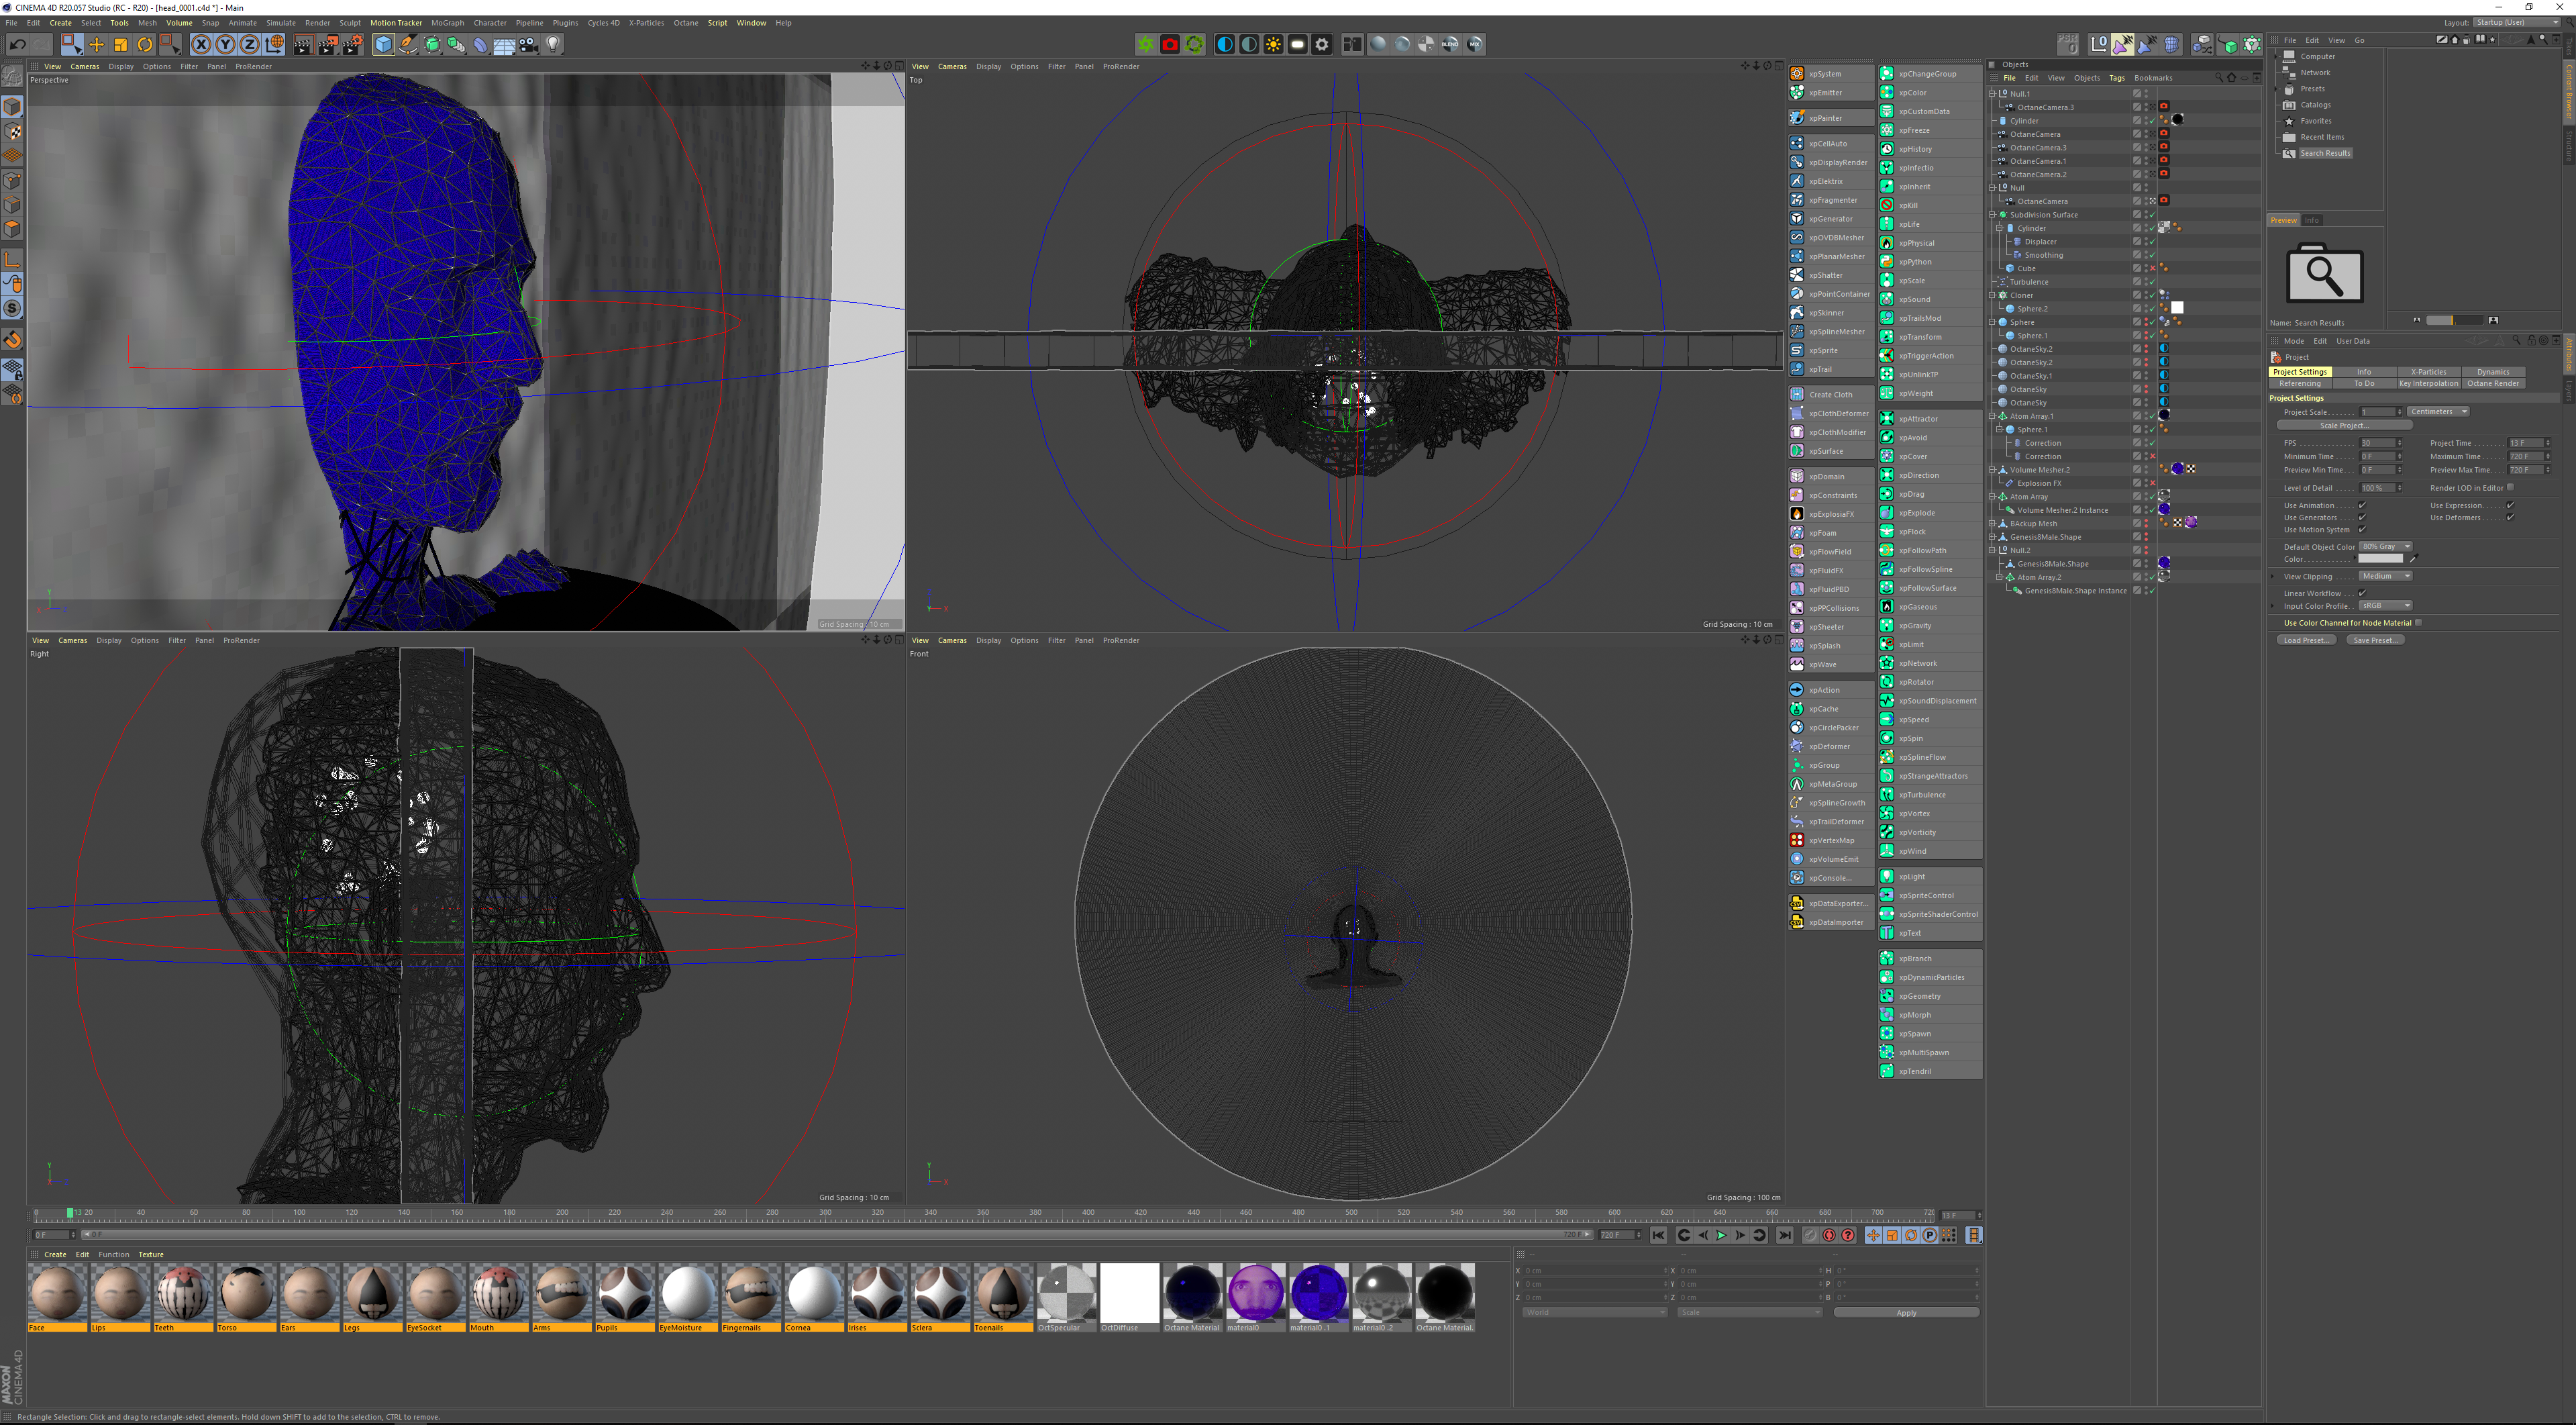 CINEMA 4D R20.057 Studio (RC - R20) - [head_0001.c4d *] - Main
File Edit Create Select Tools Mesh Volume Snap Animate Simulate Render Sculpt Motion Tracker MoGraph Character Pipeline Plugins Cycles 4D X-Particles Octane Script Window Help
Layout: Startup (User)
View Cameras Display Options Filter Panel ProRender
Perspective
Grid Spacing : 10 cm
View Cameras Display Options Filter Panel ProRender
Top
Grid Spacing : 10 cm
View Cameras Display Options Filter Panel ProRender
Right
Grid Spacing : 10 cm
View Cameras Display Options Filter Panel ProRender
Front
Grid Spacing : 100 cm
xpSystem
xpEmitter
xpPainter
xpCellAuto
xpDisplayRender
xpElektrix
xpFragmenter
xpGenerator
xpOVDBMesher
xpPlanarMesher
xpShatter
xpPointContainer
xpSkinner
xpSplineMesher
xpSprite
xpTrail
Create Cloth
xpClothDeformer
xpClothModifier
xpSurface
xpDomain
xpConstraints
xpExplosiaFX
xpFoam
xpFlowField
xpFluidFX
xpFluidPBD
xpPPCollisions
xpSheeter
xpSplash
xpWave
xpAction
xpCache
xpCirclePacker
xpDeformer
xpGroup
xpMetaGroup
xpSplineGrowth
xpTrailDeformer
xpVertexMap
xpVolumeEmit
xpConsole...
xpDataExporter...
xpDataImporter
xpChangeGroup
xpColor
xpCustomData
xpFreeze
xpHistory
xpInfectio
xpInherit
xpKill
xpLife
xpPhysical
xpPython
xpScale
xpSound
xpTrailsMod
xpTransform
xpTriggerAction
xpUnlinkTP
xpWeight
xpAttractor
xpAvoid
xpCover
xpDirection
xpDrag
xpExplode
xpFlock
xpFollowPath
xpFollowSpline
xpFollowSurface
xpGaseous
xpGravity
xpLimit
xpNetwork
xpRotator
xpSoundDisplacement
xpSpeed
xpSpin
xpSplineFlow
xpStrangeAttractors
xpTurbulence
xpVortex
xpVorticity
xpWind
xpLight
xpSpriteControl
xpSpriteShaderControl
xpText
xpBranch
xpDynamicParticles
xpGeometry
xpMorph
xpSpawn
xpMultiSpawn
xpTendril
Objects
File Edit View Objects Tags Bookmarks
Null.1
OctaneCamera.3
Cylinder
OctaneCamera
OctaneCamera.3
OctaneCamera.1
OctaneCamera.2
Null
OctaneCamera
Subdivision Surface
Cylinder
Displacer
Smoothing
Cube
Turbulence
Cloner
Sphere.2
Sphere
Sphere.1
OctaneSky.2
OctaneSky.2
OctaneSky.1
OctaneSky
OctaneSky
Atom Array.1
Sphere.1
Correction
Correction
Volume Mesher.2
Explosion FX
Atom Array
Volume Mesher.2 Instance
BAckup Mesh
Genesis8Male.Shape
Null.2
Genesis8Male.Shape
Atom Array.2
Genesis8Male.Shape Instance
File Edit View Go
Computer
Network
Presets
Catalogs
Favorites
Recent Items
Search Results
Preview Info
Name: Search Results
Mode Edit User Data
Project
Project Settings Info X-Particles Dynamics
Referencing To Do Key Interpolation Octane Render
Project Settings
Project Scale 1 Centimeters
Scale Project...
FPS 30 Project Time 13 F
Minimum Time 0 F Maximum Time 720 F
Preview Min Time 0 F Preview Max Time 720 F
Level of Detail 100 % Render LOD in Editor
Use Animation Use Expression
Use Generators Use Deformers
Use Motion System
Default Object Color 80% Gray
Color
View Clipping Medium
Linear Workflow
Input Color Profile sRGB
Use Color Channel for Node Material
Load Preset... Save Preset...
Content Browser
Structure
Attributes
Layers
0 13 20 40 60 80 100 120 140 160 180 200 220 240 260 280 300 320 340 360 380 400 420 440 460 480 500 520 540 560 580 600 620 640 660 680 700 720 13 F
0 F 0 F 720 F 720 F
Create Edit Function Texture
Face Lips Teeth Torso Ears Legs EyeSocket Mouth Arms Pupils EyeMoisture Fingernails Cornea Irises Sclera Toenails OctSpecular OctDiffuse Octane Material material0 material0 .1 material0 .2 Octane Material.
X 0 cm X 0 cm H 0 °
Y 0 cm Y 0 cm P 0 °
Z 0 cm Z 0 cm B 0 °
World Scale Apply
MAXON
CINEMA 4D
Rectangle Selection: Click and drag to rectangle-select elements. Hold down SHIFT to add to the selection, CTRL to remove.